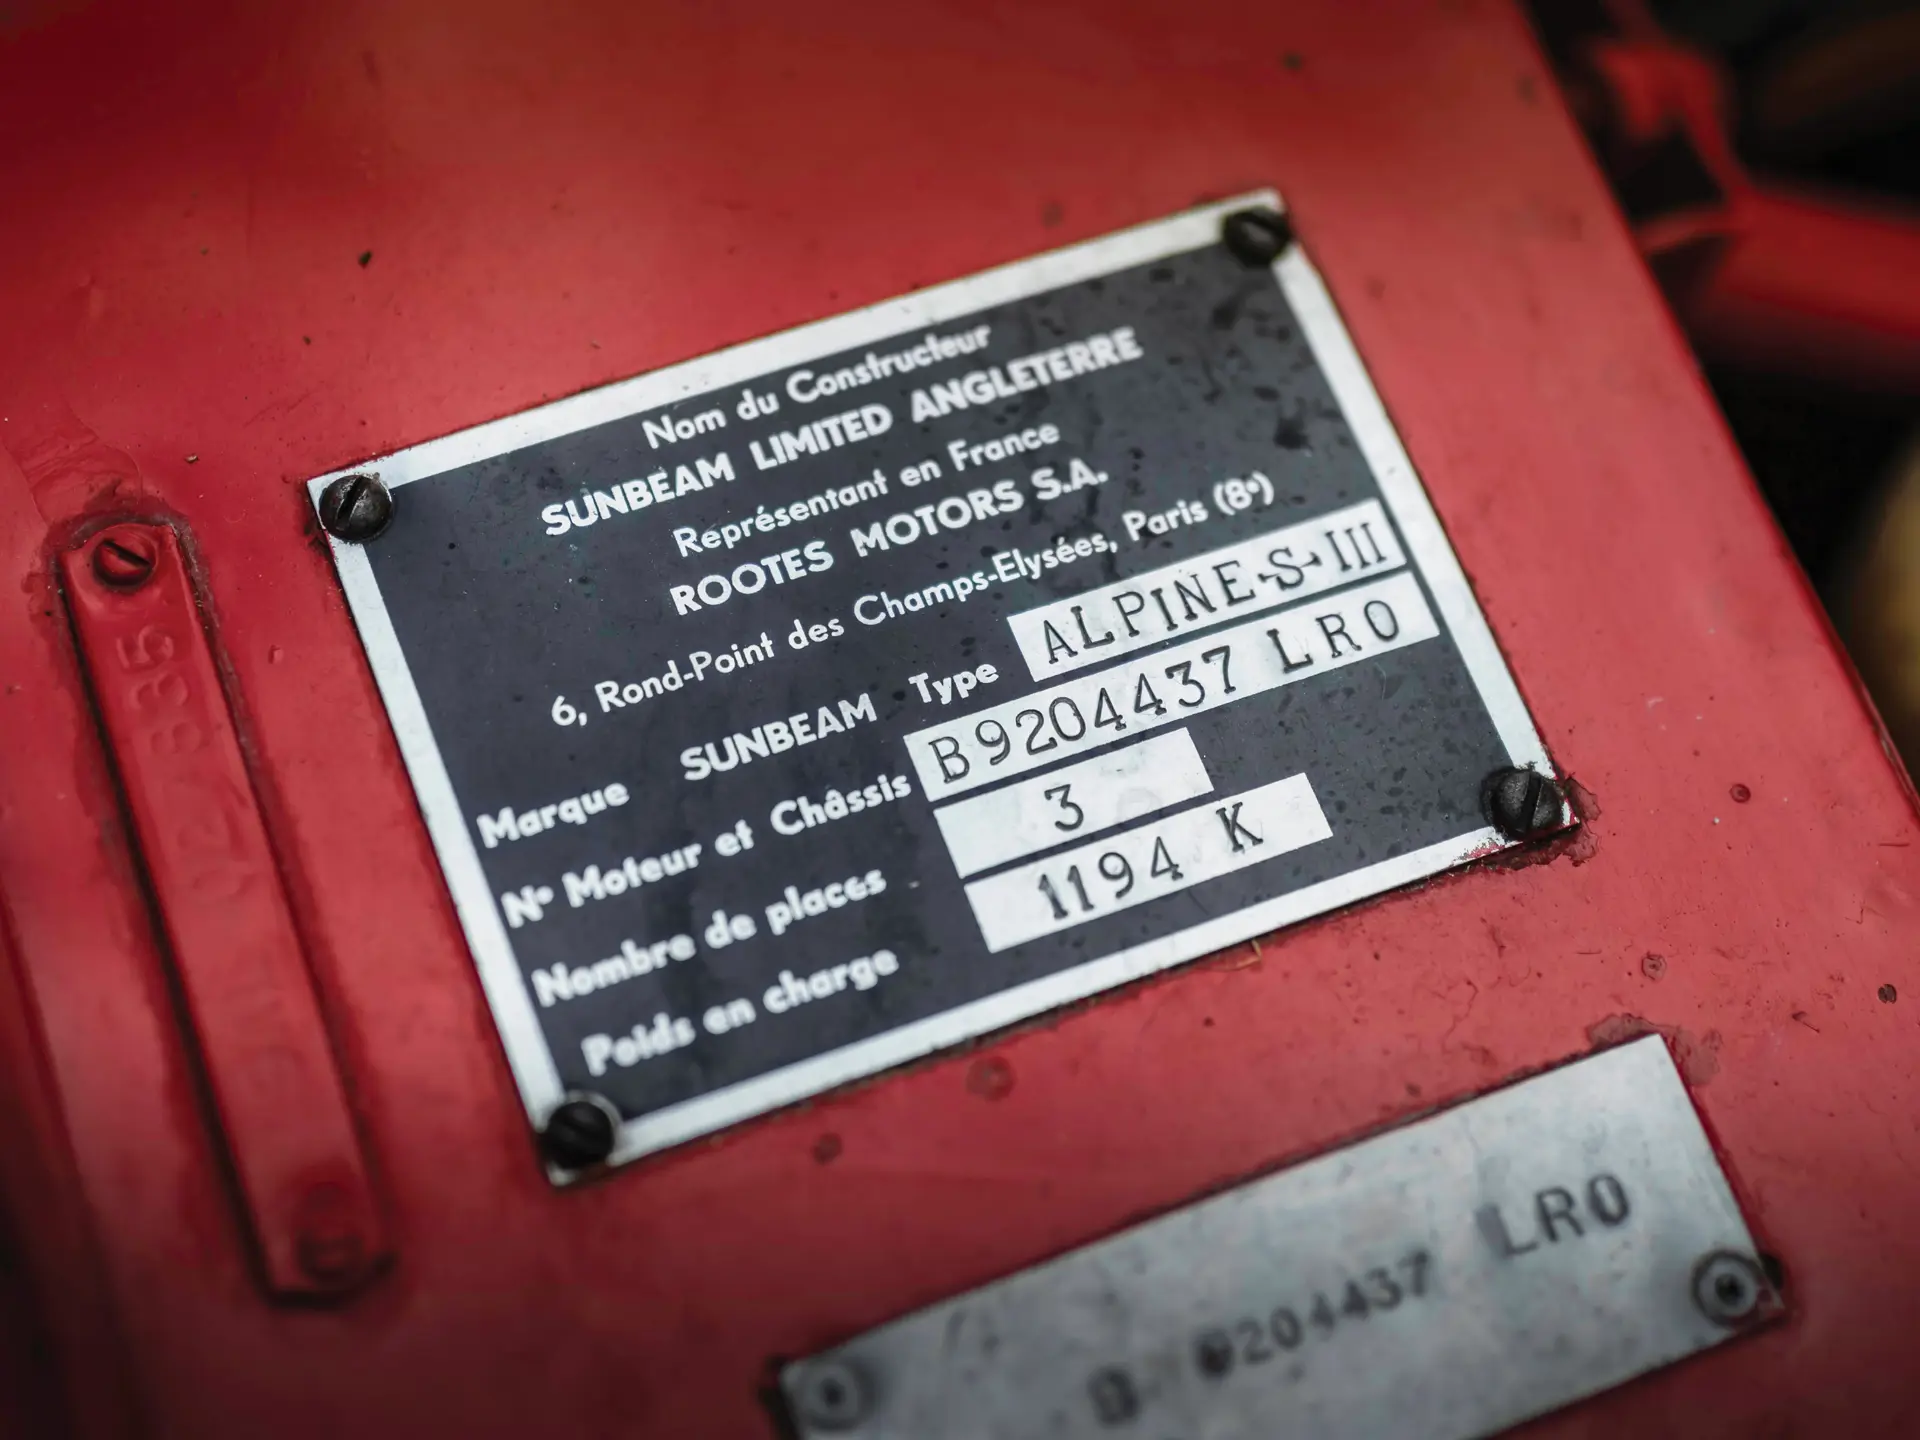 Nom du Constructeur
SUNBEAM LIMITED ANGLETERRE
Représentant en France
ROOTES MOTORS S.A.
6, Rond-Point des Champs-Elysées, Paris (8e)
Marque SUNBEAM Type ALPINE-S-III
No Moteur et Châssis B9204437 LRO
Nombre de places 3
Poids en charge 1194 K
B 9204437 LRO